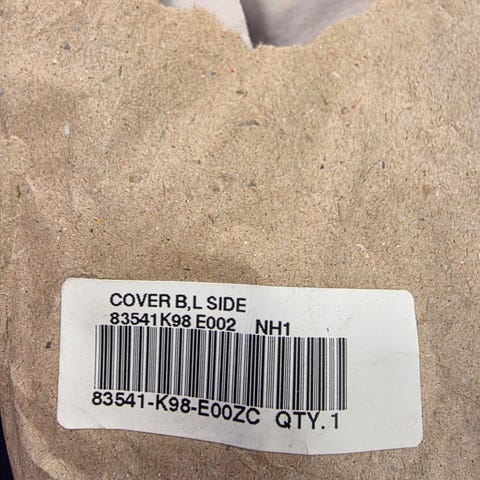 COVER B,L SIDE
83541K98 E002 NH1
83541-K98-E00ZC QTY. 1